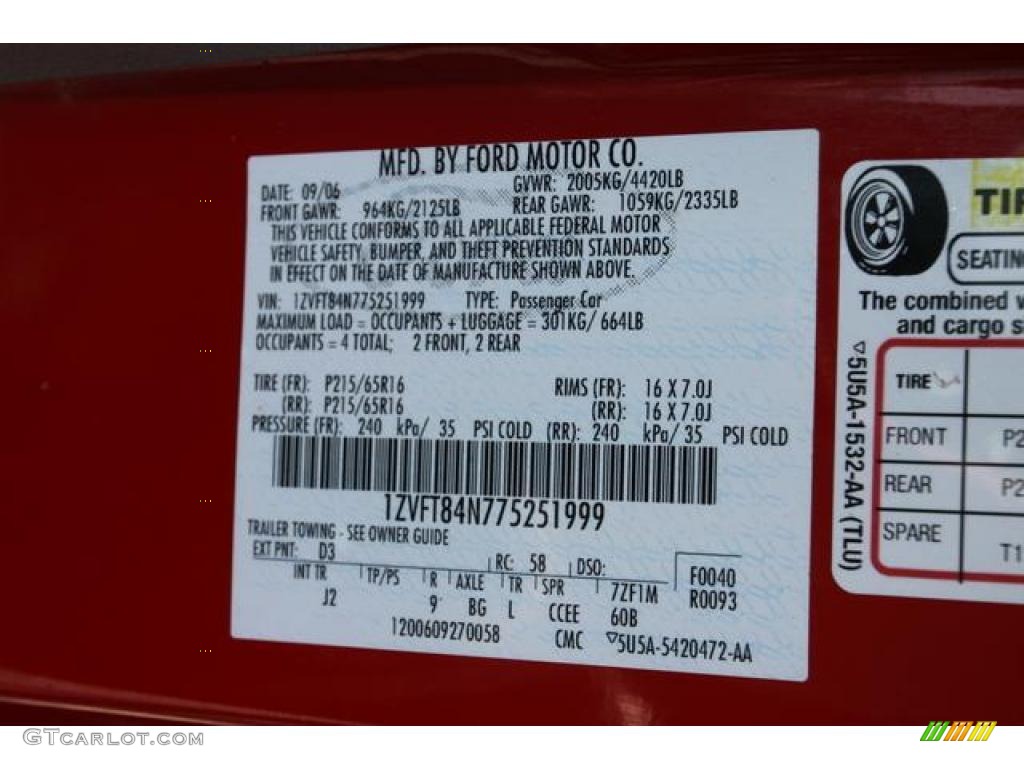 MFD. BY FORD MOTOR CO.
DATE: 09/06 GVWR: 2005KG/4420LB
FRONT GAWR: 964KG/2125LB REAR GAWR: 1059KG/2335LB
THIS VEHICLE CONFORMS TO ALL APPLICABLE FEDERAL MOTOR
VEHICLE SAFETY, BUMPER, AND THEFT PREVENTION STANDARDS
IN EFFECT ON THE DATE OF MANUFACTURE SHOWN ABOVE.
VIN: 1ZVFT84N775251999 TYPE: Passenger Car
MAXIMUM LOAD = OCCUPANTS + LUGGAGE = 301KG/ 664LB
OCCUPANTS = 4 TOTAL; 2 FRONT, 2 REAR
TIRE (FR): P215/65R16 RIMS (FR): 16 X 7.0J
(RR): P215/65R16 (RR): 16 X 7.0J
PRESSURE (FR): 240 kPa/ 35 PSI COLD (RR): 240 kPa/ 35 PSI COLD
1ZVFT84N775251999
TRAILER TOWING - SEE OWNER GUIDE
EXT PNT: D3 RC: 58 DSO:
INT TR TP/PS R AXLE TR SPR 7ZF1M F0040
J2 9 BG L CCEE 60B R0093
1200609270058 CMC ▽5U5A-5420472-AA
TIR
SEATING
The combined w
and cargo s
▽5U5A-1532-AA (TLU)
TIRE
FRONT P2
REAR P2
SPARE T1
GTCARLOT.COM